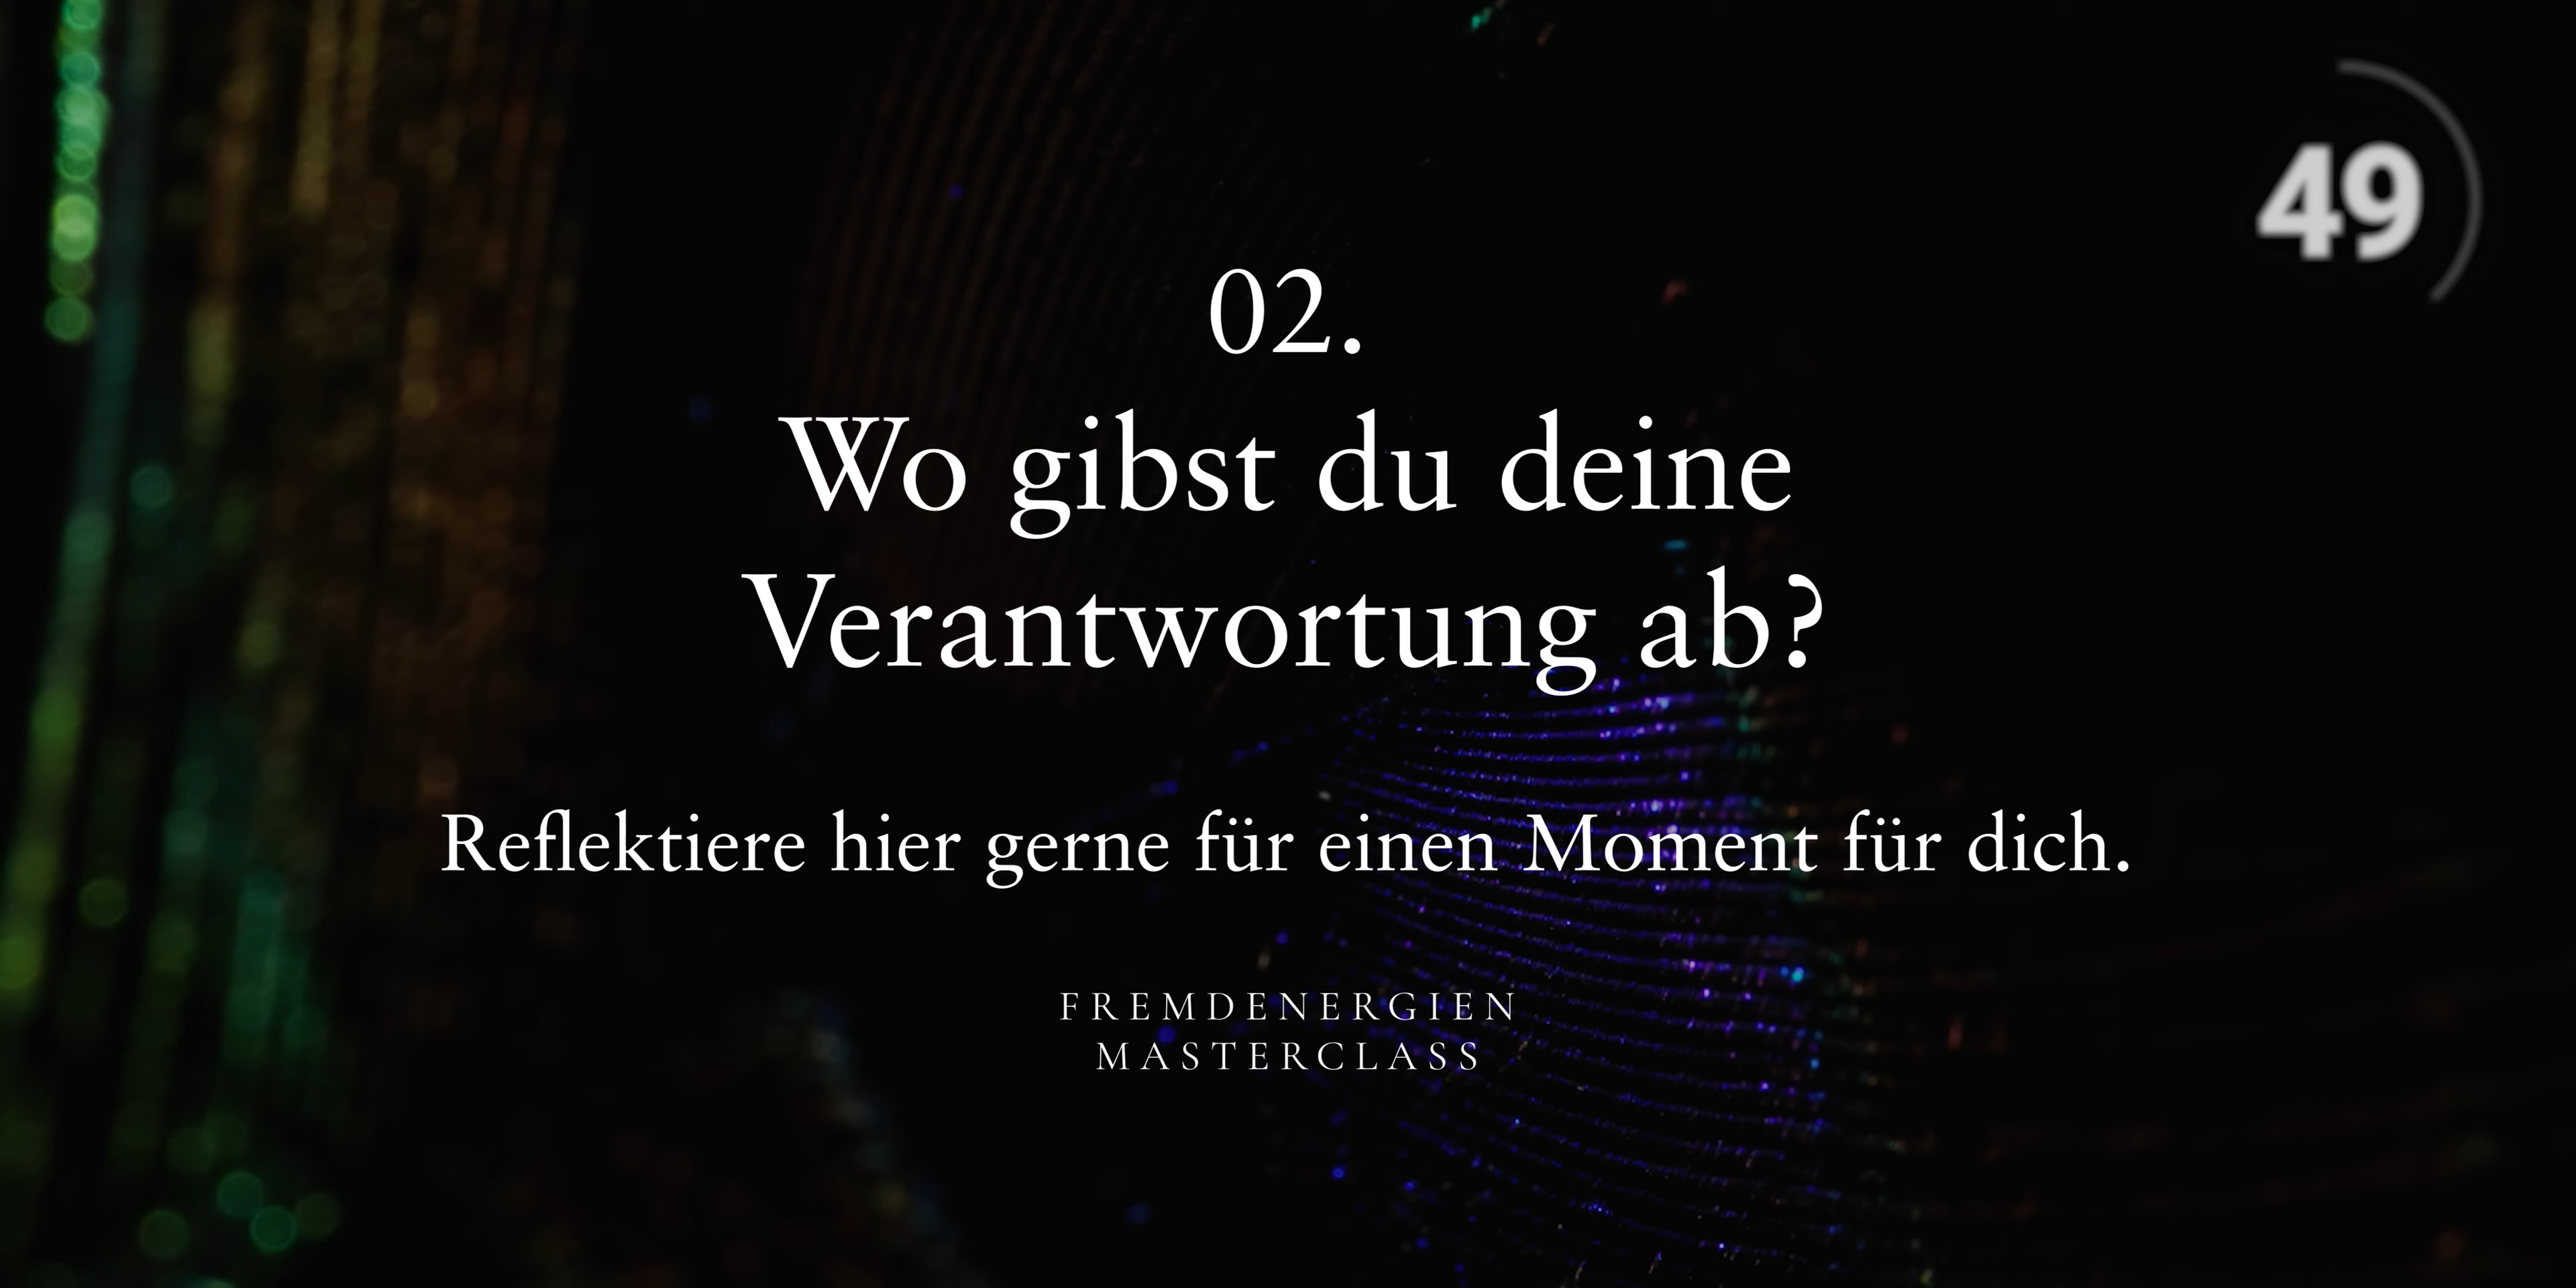 49
02.
Wo gibst du deine
Verantwortung ab?
Reflektiere hier gerne für einen Moment für dich.
FREMDENERGIEN
MASTERCLASS